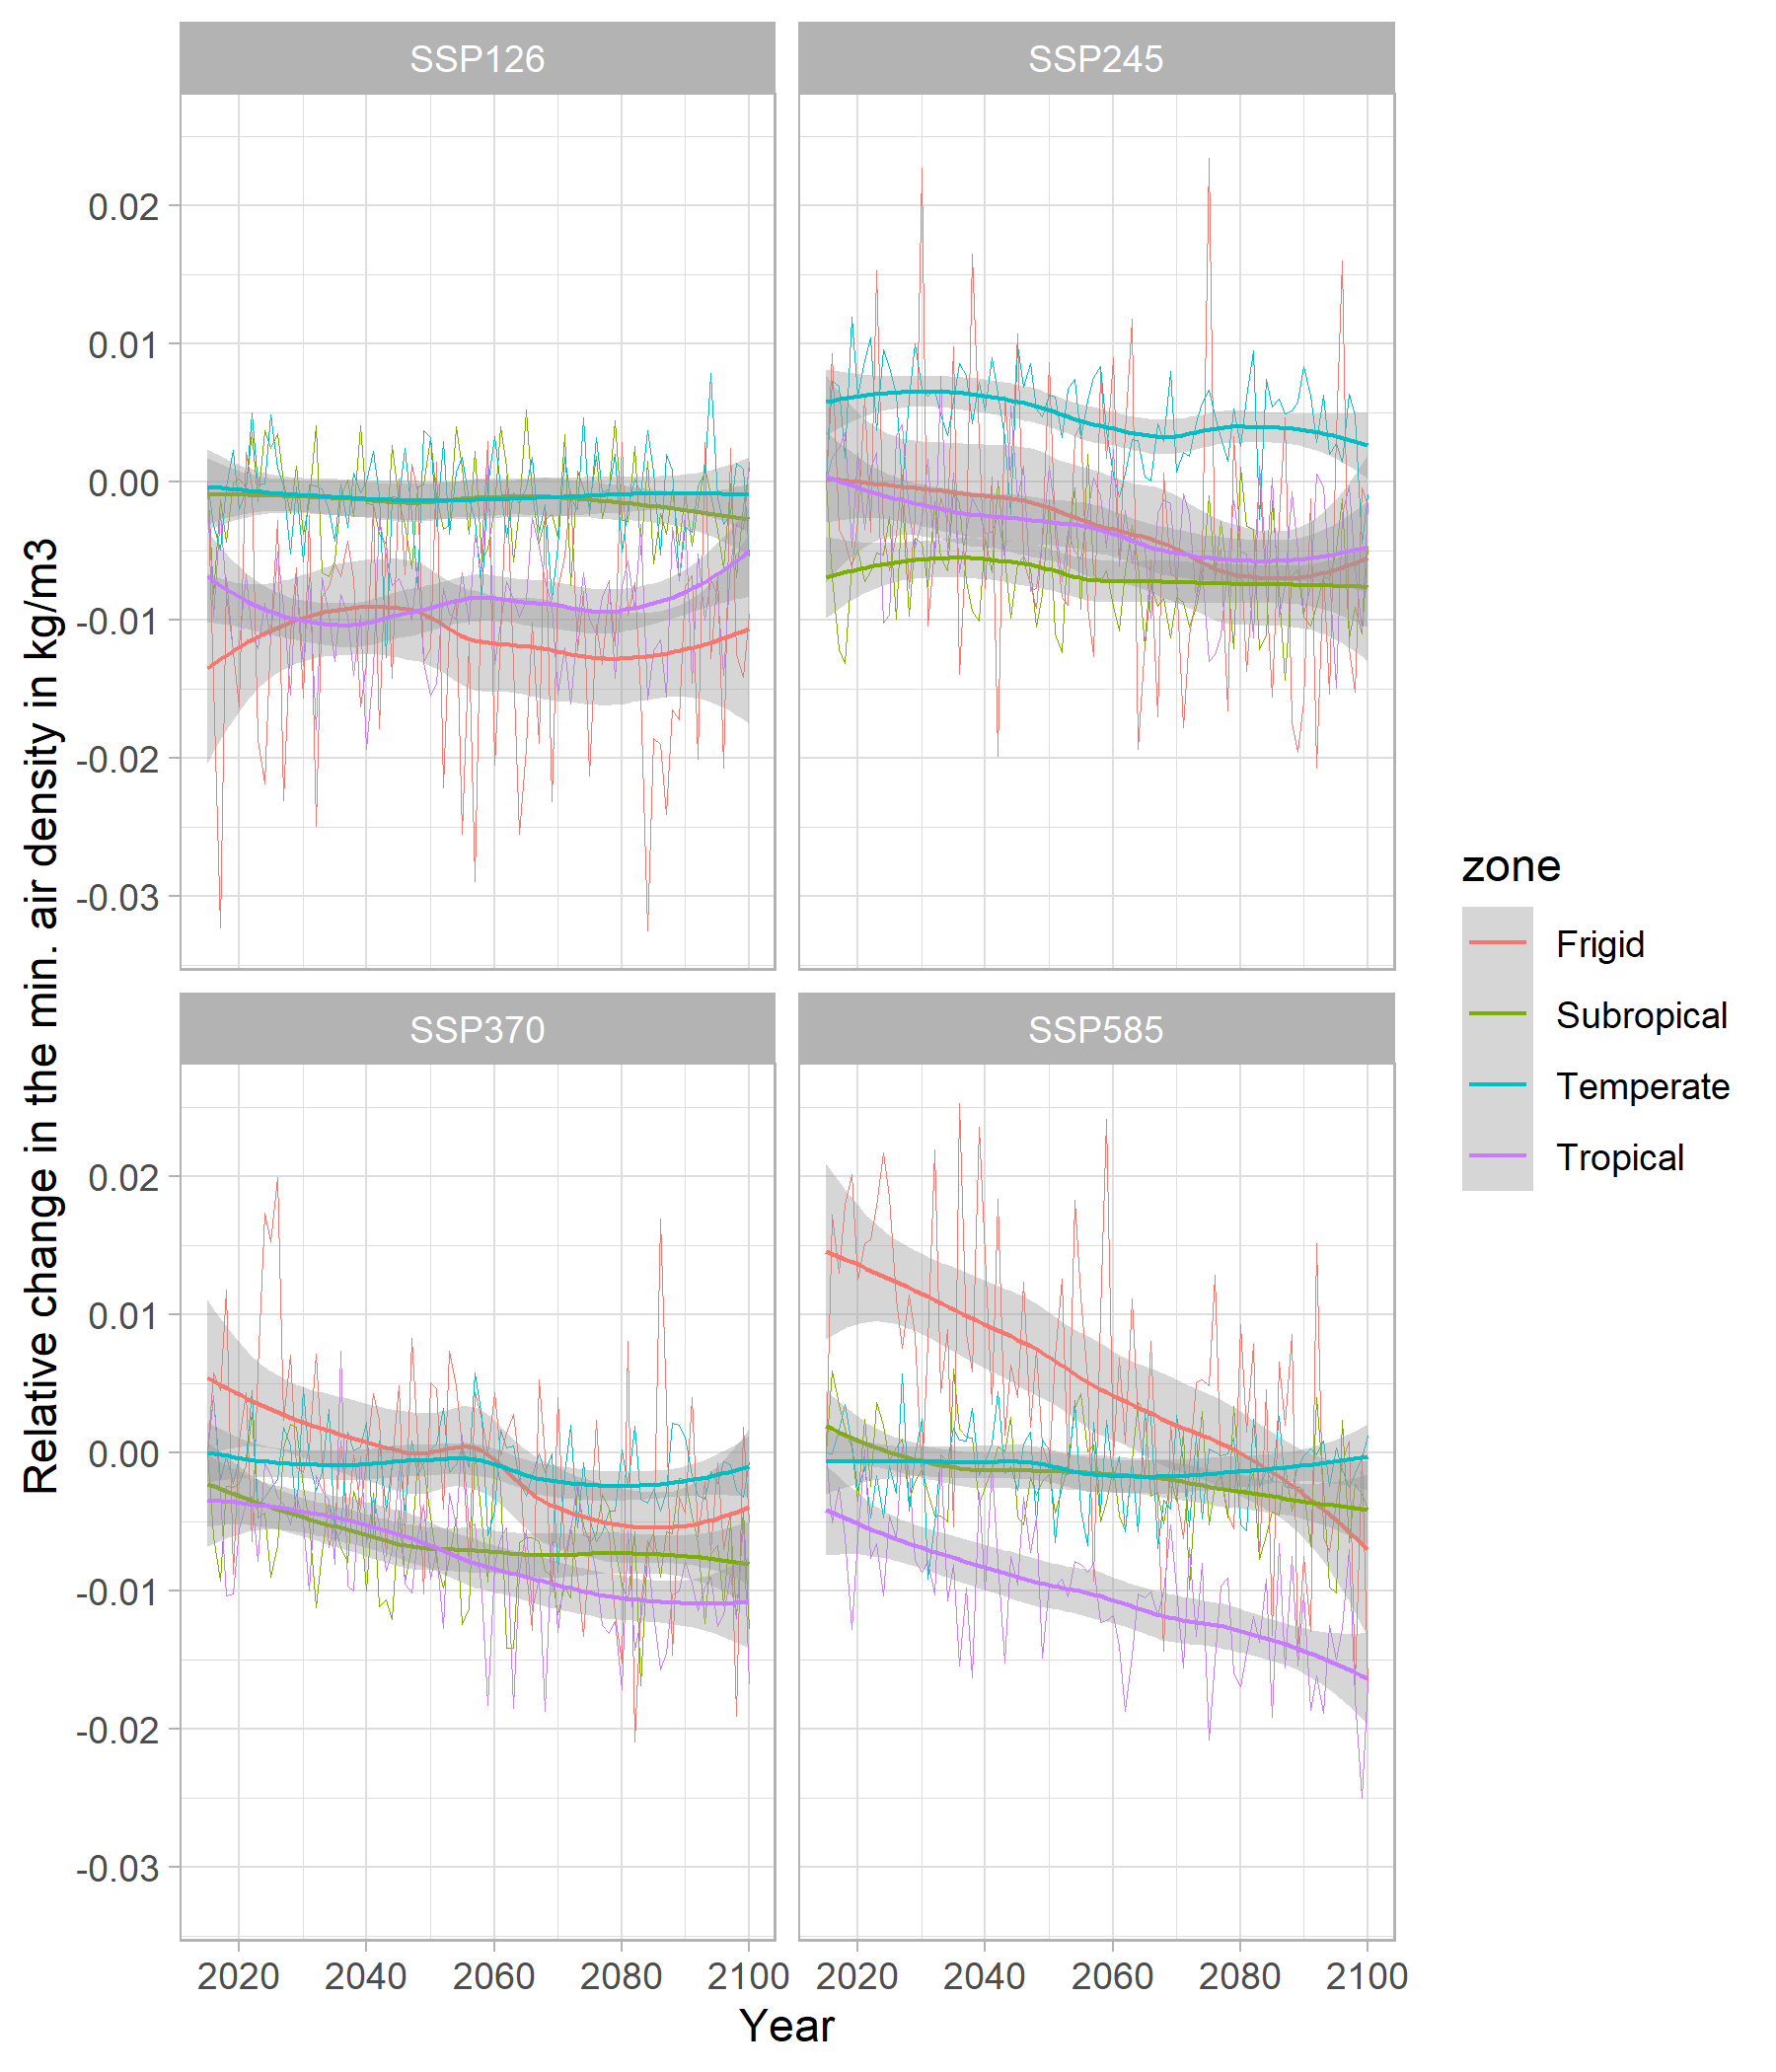 SSP126
SSP245
0.02
0.01
0.00
-0.01
-0.02
-0.03
SSP370
SSP585
0.02
0.01
0.00
-0.01
-0.02
-0.03
2020 2040 2060 2080 2100
2020 2040 2060 2080 2100
Year
Relative change in the min. air density in kg/m3
zone
Frigid
Subropical
Temperate
Tropical